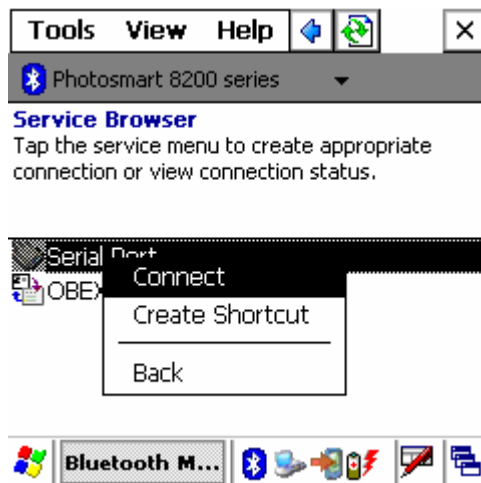 Tools View Help
Photosmart 8200 series
Service Browser
Tap the service menu to create appropriate
connection or view connection status.
Serial Port
Connect
OBEX
Create Shortcut
Back
Bluetooth M...